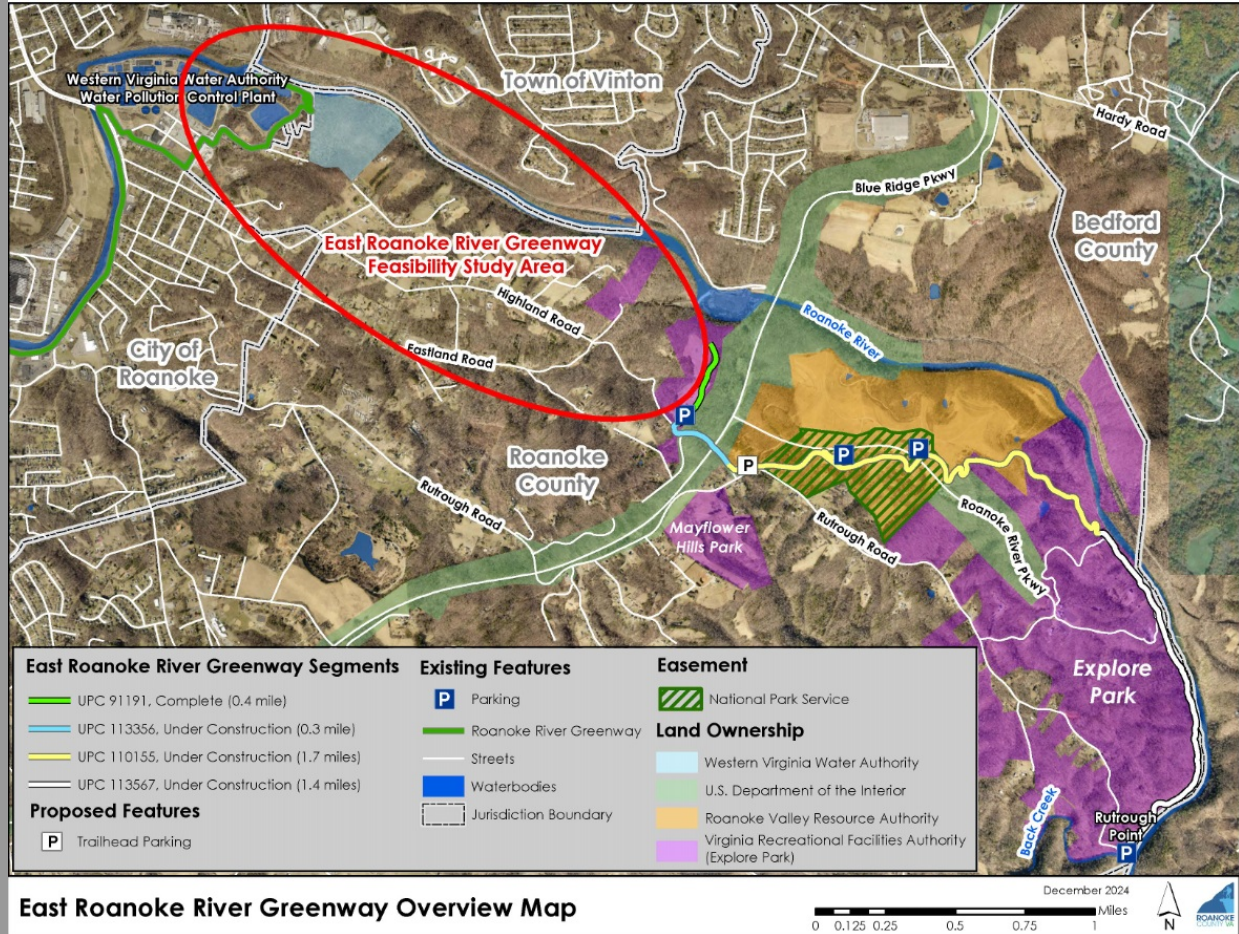 Western Virginia Water Authority
Water Pollution Control Plant
Town of Vinton
Hardy Road
Blue Ridge Pkwy
Bedford
County
East Roanoke River Greenway
Feasibility Study Area
Highland Road
Eastland Road
City of
Roanoke
Roanoke River
P
Roanoke
County
P
P
P
Rutrough Road
Mayflower
Hills Park
Rutrough Road
Roanoke River Pkwy
Explore
Park
Back Creek
Rutrough
Point
P
East Roanoke River Greenway Segments
UPC 91191, Complete (0.4 mile)
UPC 113356, Under Construction (0.3 mile)
UPC 110155, Under Construction (1.7 miles)
UPC 113567, Under Construction (1.4 miles)
Proposed Features
P Trailhead Parking
Existing Features
P Parking
Roanoke River Greenway
Streets
Waterbodies
Jurisdiction Boundary
Easement
National Park Service
Land Ownership
Western Virginia Water Authority
U.S. Department of the Interior
Roanoke Valley Resource Authority
Virginia Recreational Facilities Authority
(Explore Park)
East Roanoke River Greenway Overview Map
December 2024
Miles
0 0.125 0.25 0.5 0.75 1
N
ROANOKE
COUNTY VA